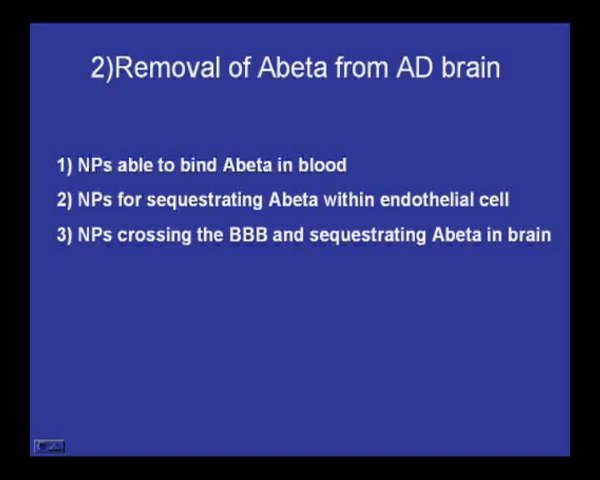 2)Removal of Abeta from AD brain
1) NPs able to bind Abeta in blood
2) NPs for sequestrating Abeta within endothelial cell
3) NPs crossing the BBB and sequestrating Abeta in brain